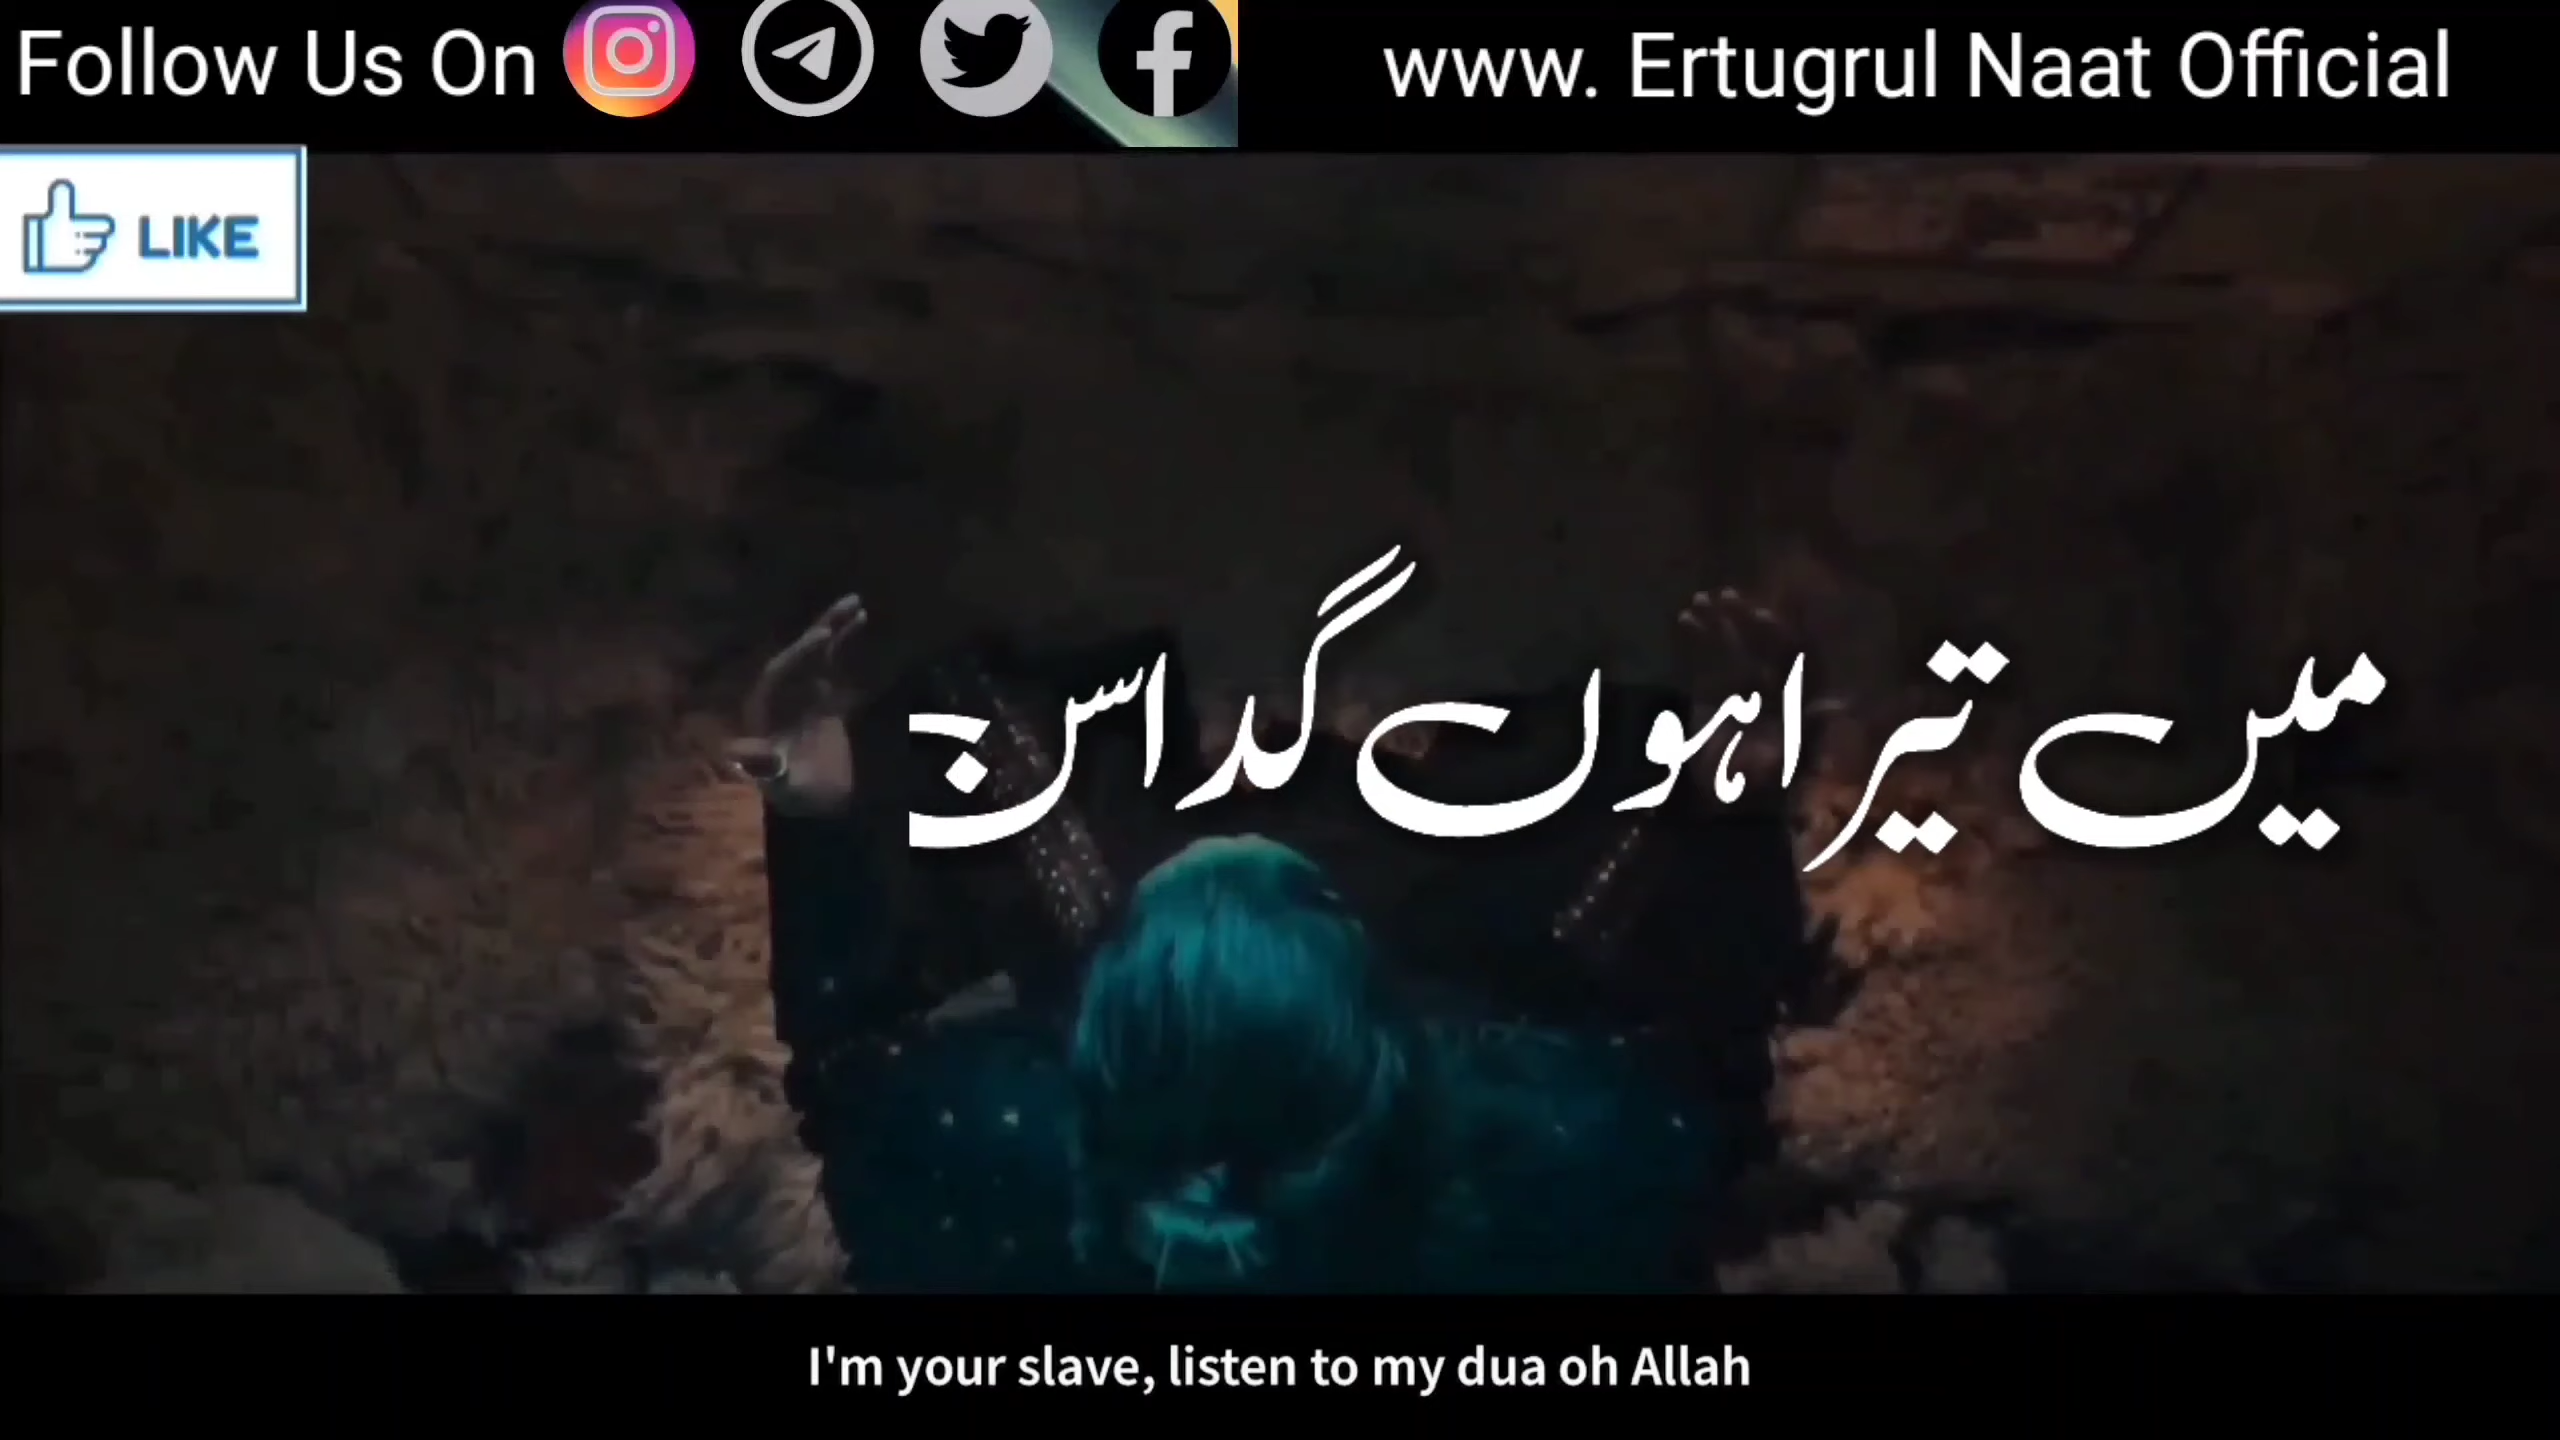 Follow Us On
www. Ertugrul Naat Official
LIKE
میں تیرا ہوں گدا سن
I'm your slave, listen to my dua oh Allah